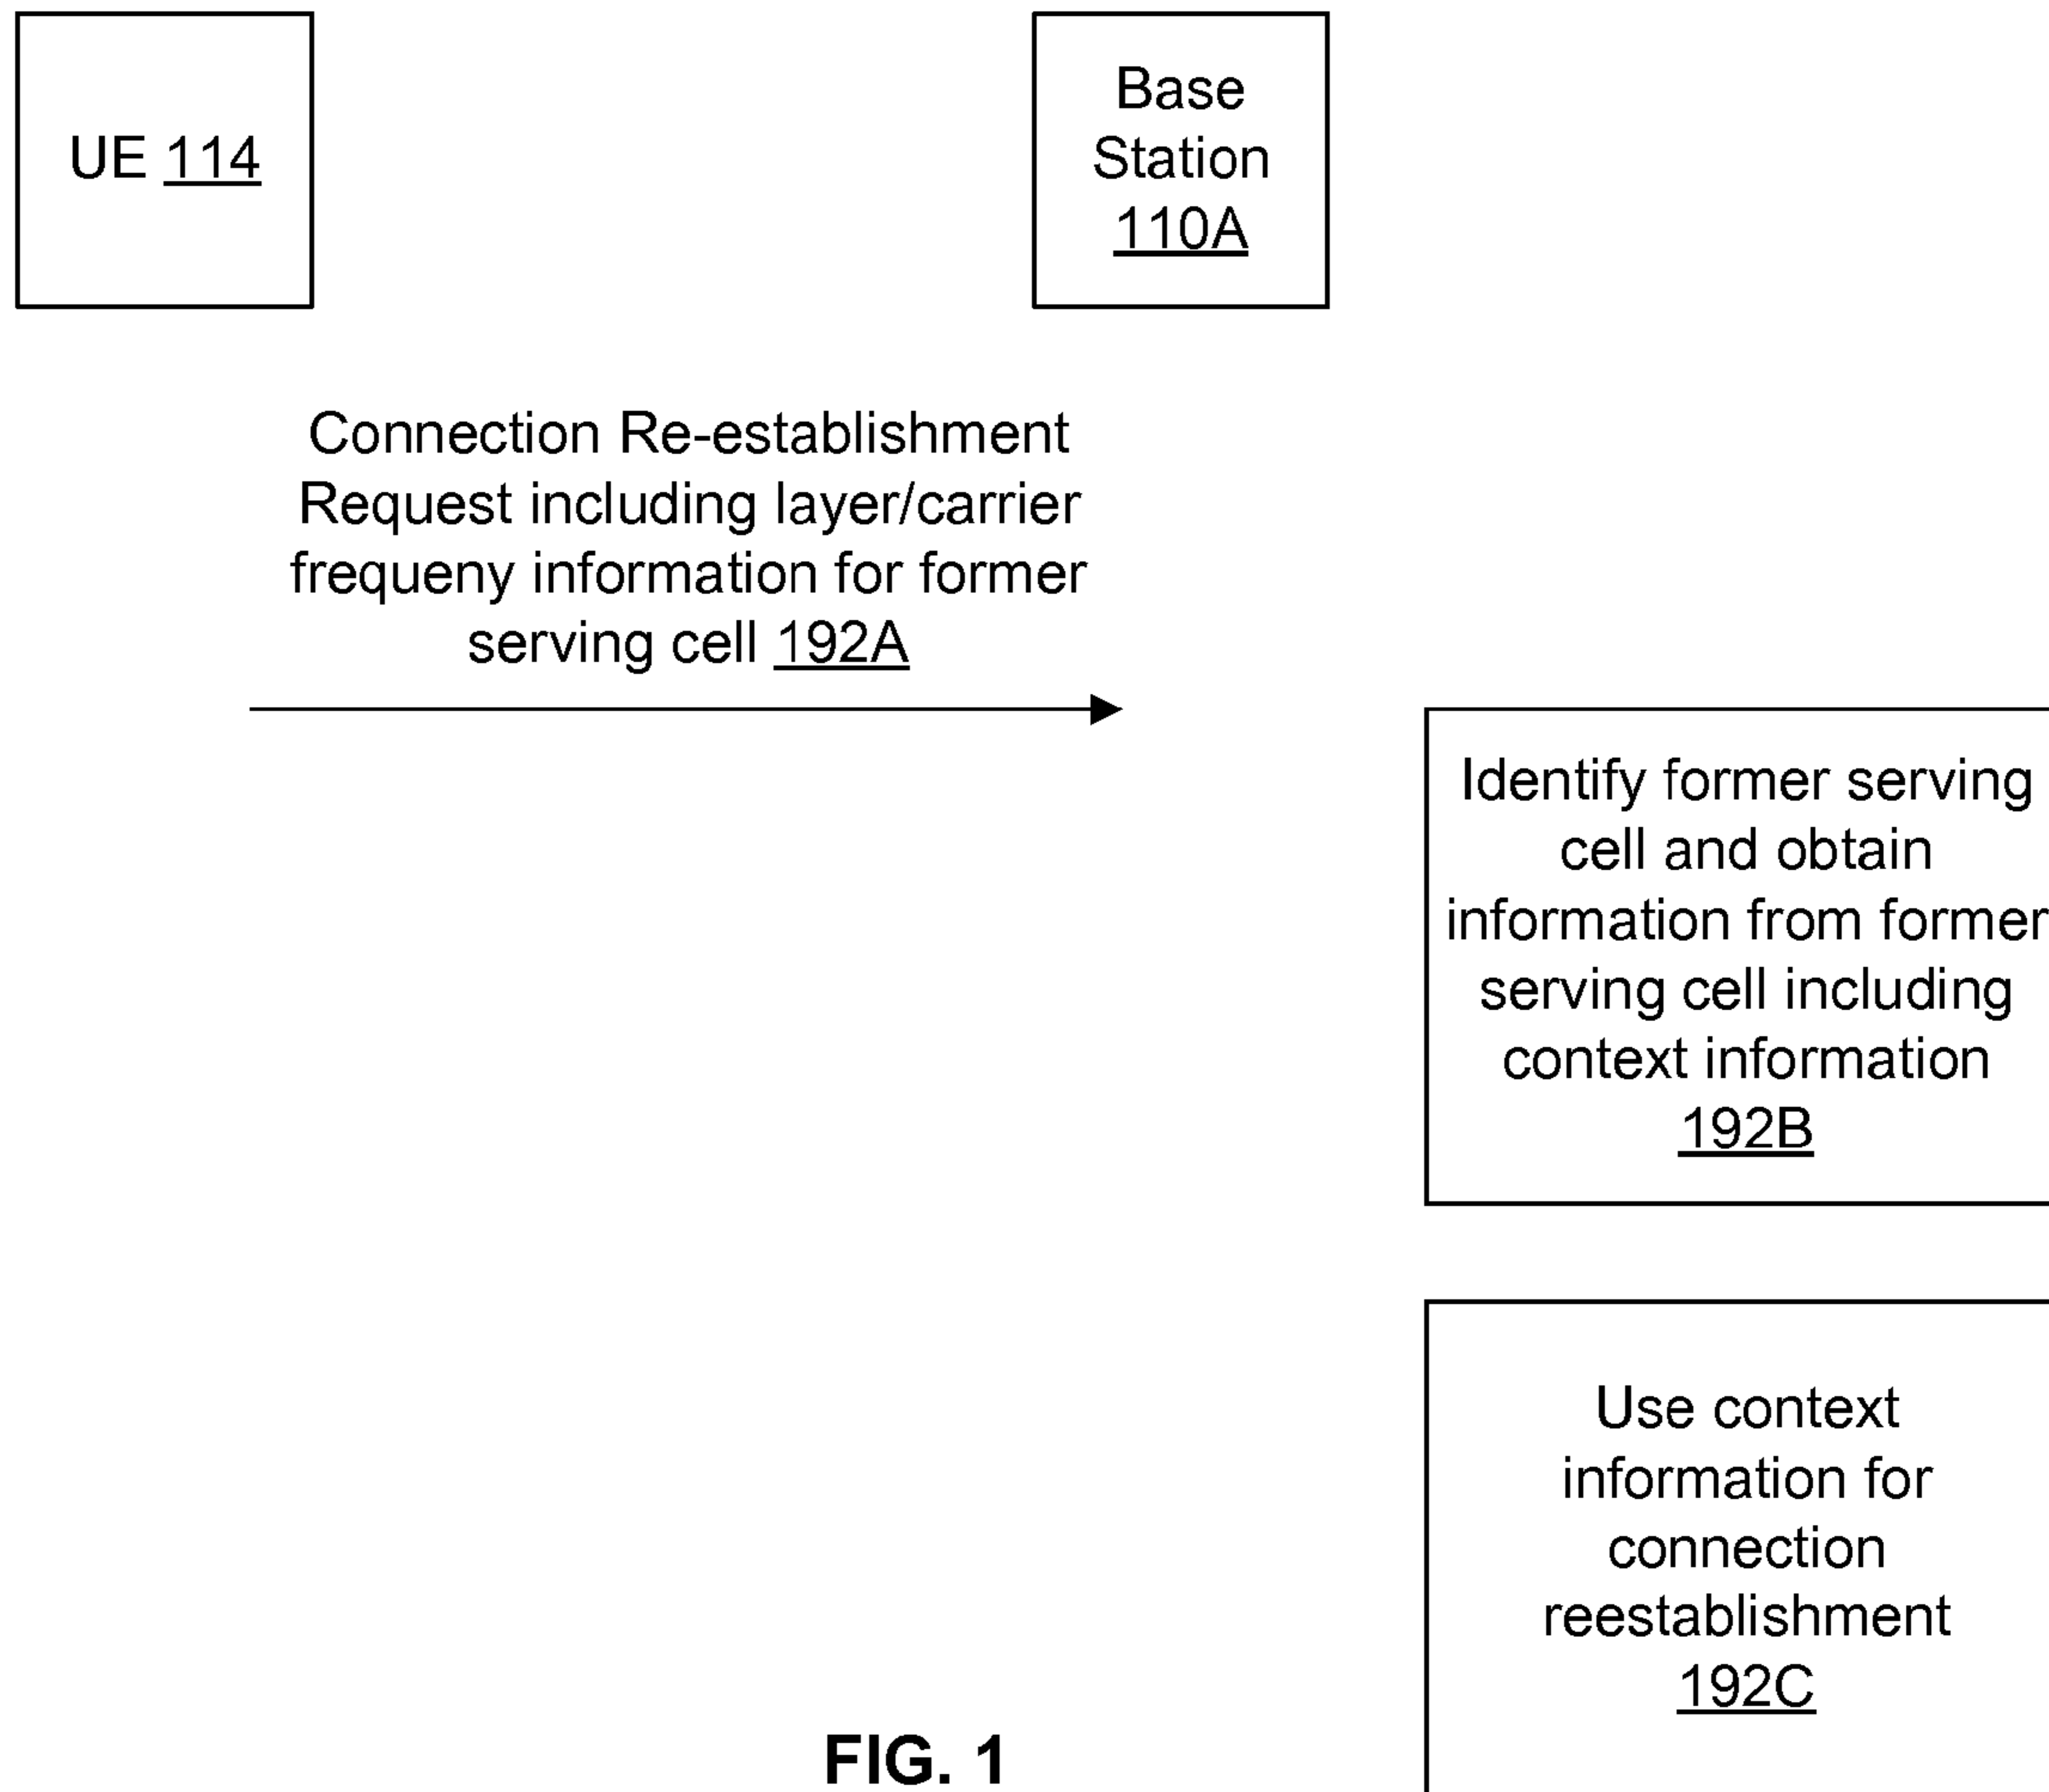 UE 114
Base
Station
110A
Connection Re-establishment
Request including layer/carrier
frequeny information for former
serving cell 192A
Identify former serving
cell and obtain
information from former
serving cell including
context information
192B
Use context
information for
connection
reestablishment
192C
FIG. 1